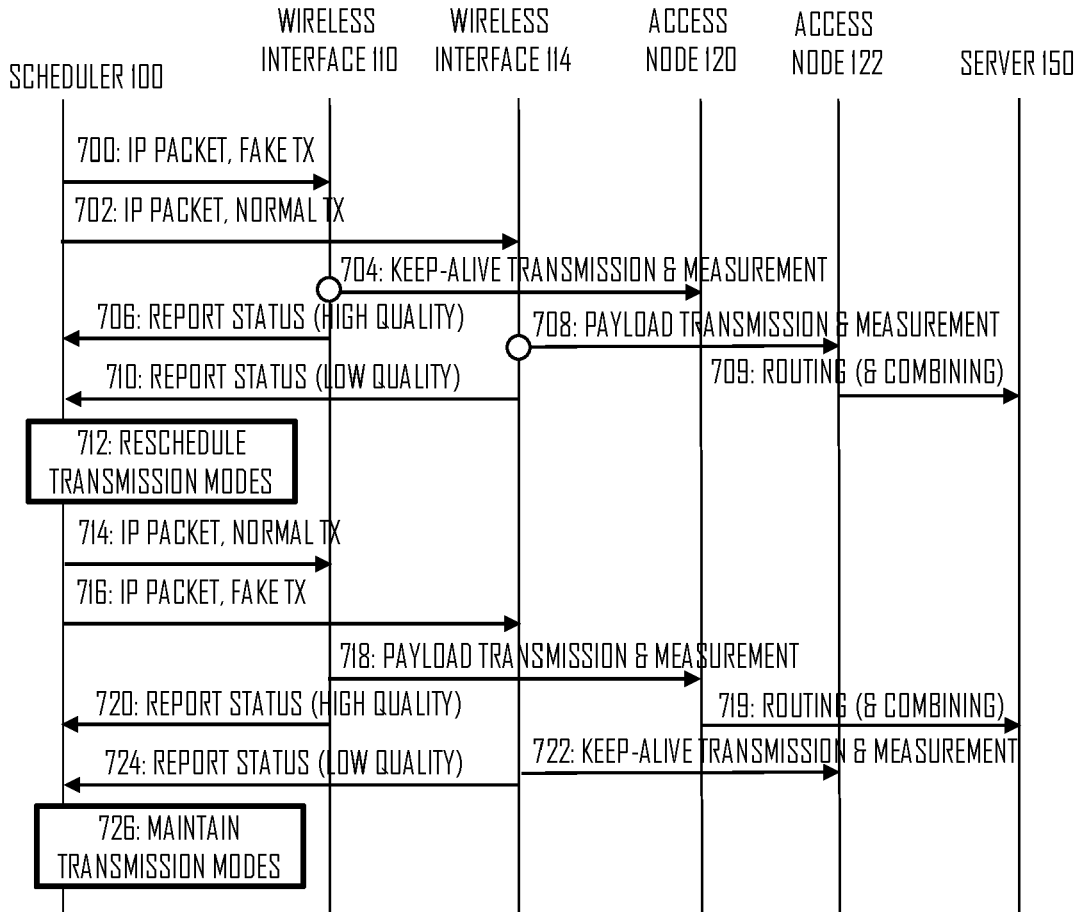 SCHEDULER 100
WIRELESS
INTERFACE 110
WIRELESS
INTERFACE 114
ACCESS
NODE 120
ACCESS
NODE 122
SERVER 150
700: IP PACKET, FAKE TX
702: IP PACKET, NORMAL TX
704: KEEP-ALIVE TRANSMISSION & MEASUREMENT
706: REPORT STATUS (HIGH QUALITY)
708: PAYLOAD TRANSMISSION & MEASUREMENT
710: REPORT STATUS (LOW QUALITY)
709: ROUTING (& COMBINING)
712: RESCHEDULE
TRANSMISSION MODES
714: IP PACKET, NORMAL TX
716: IP PACKET, FAKE TX
718: PAYLOAD TRANSMISSION & MEASUREMENT
720: REPORT STATUS (HIGH QUALITY)
719: ROUTING (& COMBINING)
722: KEEP-ALIVE TRANSMISSION & MEASUREMENT
724: REPORT STATUS (LOW QUALITY)
726: MAINTAIN
TRANSMISSION MODES